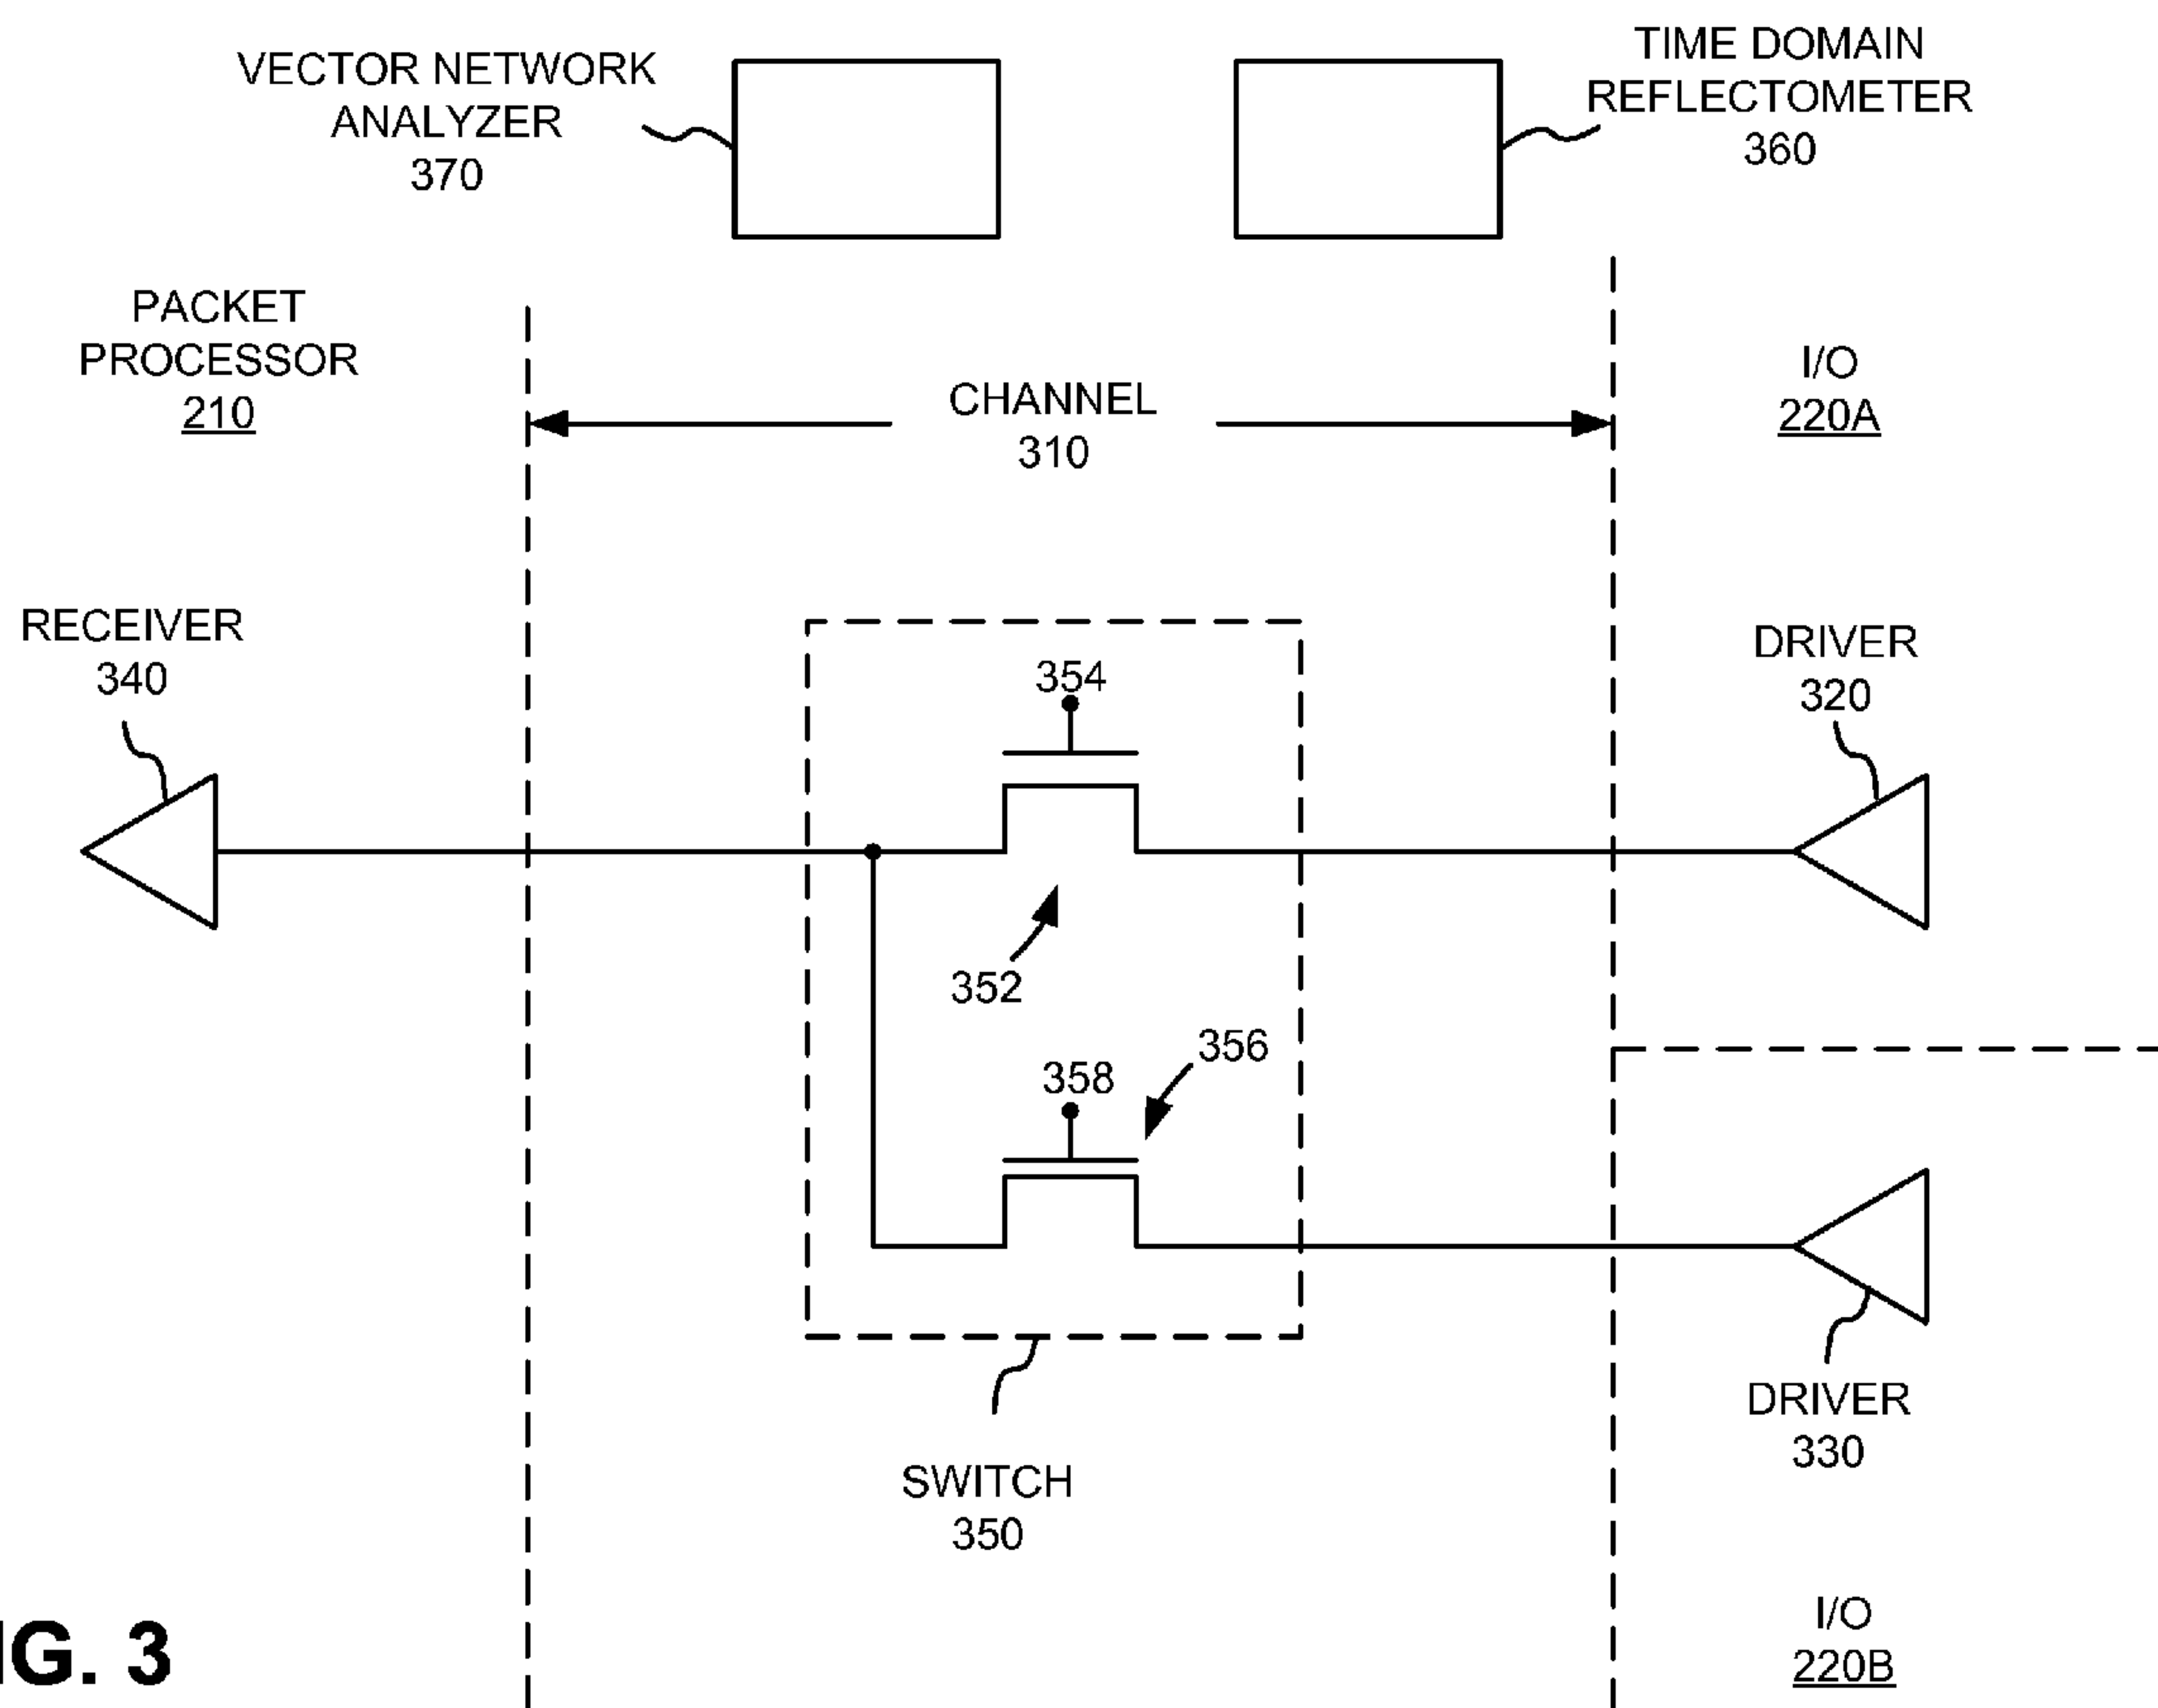 VECTOR NETWORK
ANALYZER
370
TIME DOMAIN
REFLECTOMETER
360
PACKET
PROCESSOR
210
CHANNEL
310
I/O
220A
RECEIVER
340
DRIVER
320
354
352
356
358
DRIVER
330
SWITCH
350
I/O
220B
G. 3